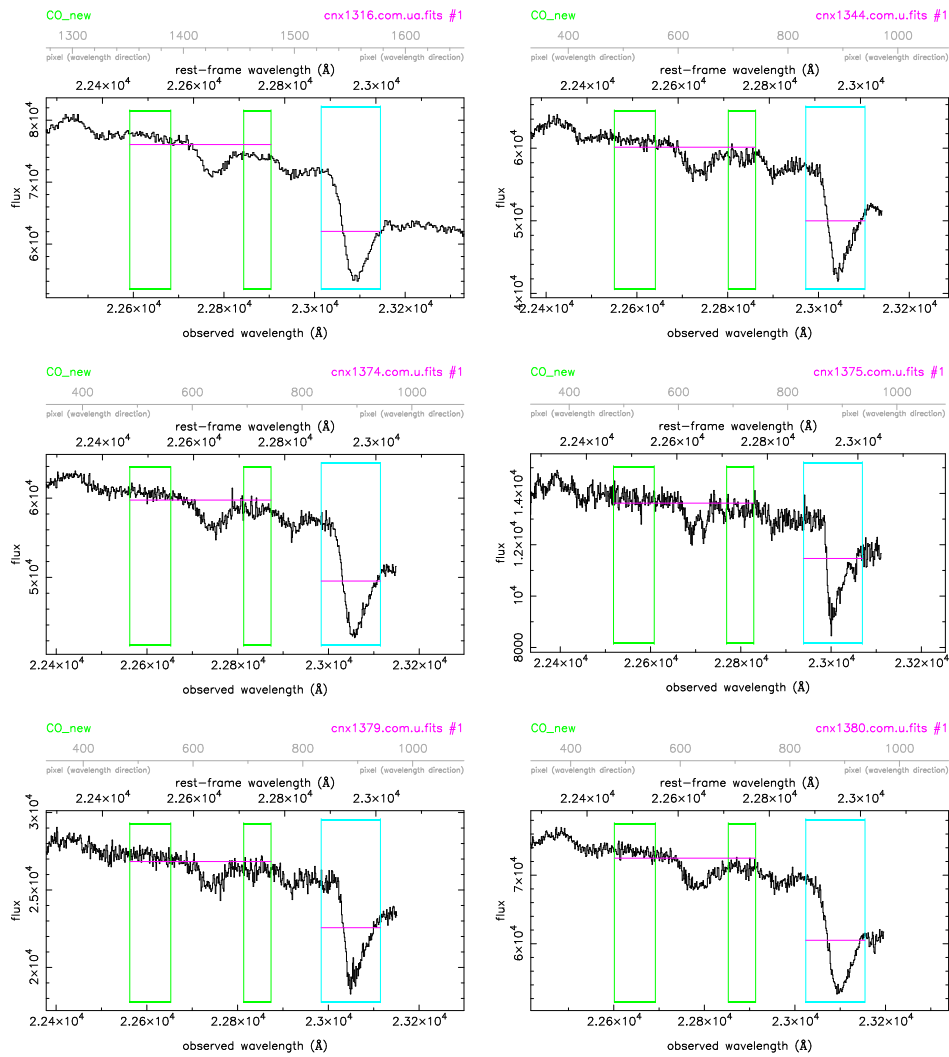 CO_new cnx1316.com.ua.fits #1
1300 1400 1500 1600
pixel (wavelength direction) pixel (wavelength direction)
rest-frame wavelength (Å)
2.24×10⁴ 2.26×10⁴ 2.28×10⁴ 2.3×10⁴
flux
8×10⁴
7×10⁴
6×10⁴
2.26×10⁴ 2.28×10⁴ 2.3×10⁴ 2.32×10⁴
observed wavelength (Å)
CO_new cnx1344.com.u.fits #1
400 600 800 1000
pixel (wavelength direction) pixel (wavelength direction)
rest-frame wavelength (Å)
2.24×10⁴ 2.26×10⁴ 2.28×10⁴ 2.3×10⁴
flux
6×10⁴
5×10⁴
4×10⁴
2.24×10⁴ 2.26×10⁴ 2.28×10⁴ 2.3×10⁴ 2.32×10⁴
observed wavelength (Å)
CO_new cnx1374.com.u.fits #1
400 600 800 1000
pixel (wavelength direction) pixel (wavelength direction)
rest-frame wavelength (Å)
2.24×10⁴ 2.26×10⁴ 2.28×10⁴ 2.3×10⁴
flux
6×10⁴
5×10⁴
2.24×10⁴ 2.26×10⁴ 2.28×10⁴ 2.3×10⁴ 2.32×10⁴
observed wavelength (Å)
CO_new cnx1375.com.u.fits #1
400 600 800 1000
pixel (wavelength direction) pixel (wavelength direction)
rest-frame wavelength (Å)
2.24×10⁴ 2.26×10⁴ 2.28×10⁴ 2.3×10⁴
flux
1.4×10⁴
1.2×10⁴
10⁴
8000
2.24×10⁴ 2.26×10⁴ 2.28×10⁴ 2.3×10⁴ 2.32×10⁴
observed wavelength (Å)
CO_new cnx1379.com.u.fits #1
400 600 800 1000
pixel (wavelength direction) pixel (wavelength direction)
rest-frame wavelength (Å)
2.24×10⁴ 2.26×10⁴ 2.28×10⁴ 2.3×10⁴
flux
3×10⁴
2.5×10⁴
2×10⁴
2.24×10⁴ 2.26×10⁴ 2.28×10⁴ 2.3×10⁴ 2.32×10⁴
observed wavelength (Å)
CO_new cnx1380.com.u.fits #1
400 600 800 1000
pixel (wavelength direction) pixel (wavelength direction)
rest-frame wavelength (Å)
2.24×10⁴ 2.26×10⁴ 2.28×10⁴ 2.3×10⁴
flux
7×10⁴
6×10⁴
2.26×10⁴ 2.28×10⁴ 2.3×10⁴ 2.32×10⁴
observed wavelength (Å)